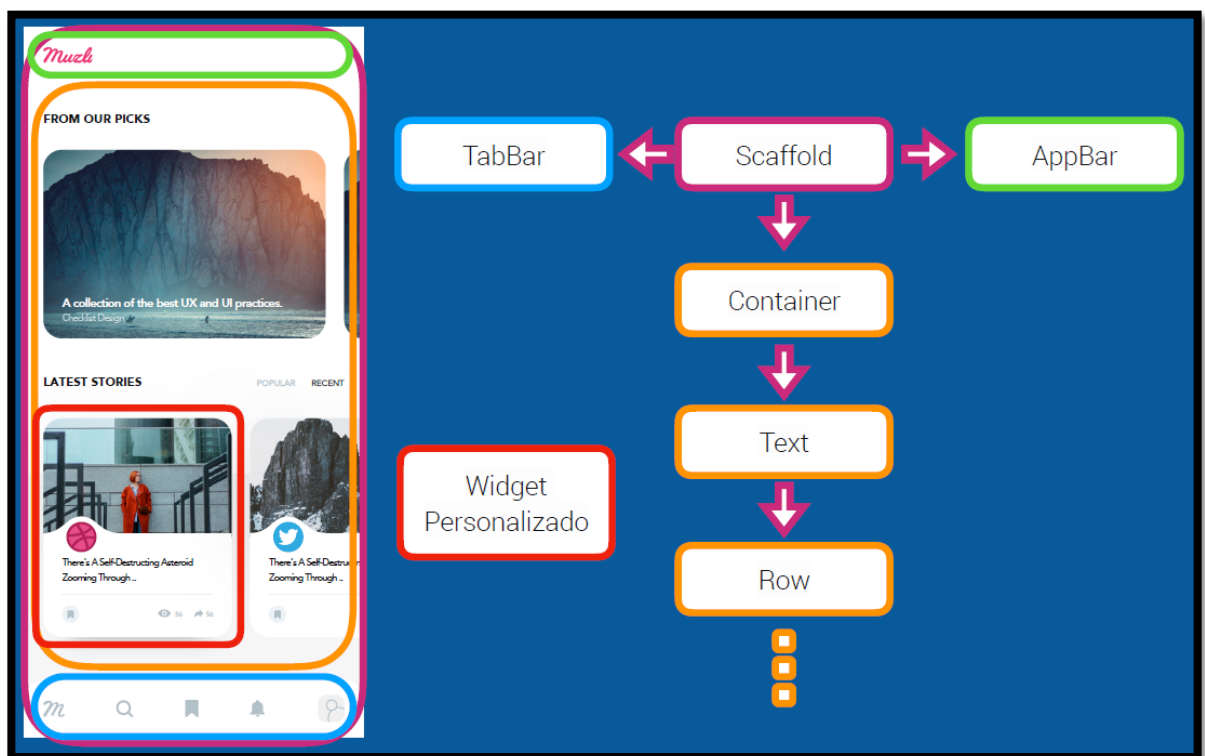 Muzli
FROM OUR PICKS
A collection of the best UX and UI practices.
Checklist Design
LATEST STORIES
POPULAR RECENT
There's A Self-Destructing Asteroid
Zooming Through ..
56 56
There's A Self-Destruc
Zooming Through ..
M
TabBar
Scaffold
AppBar
Container
Text
Widget
Personalizado
Row